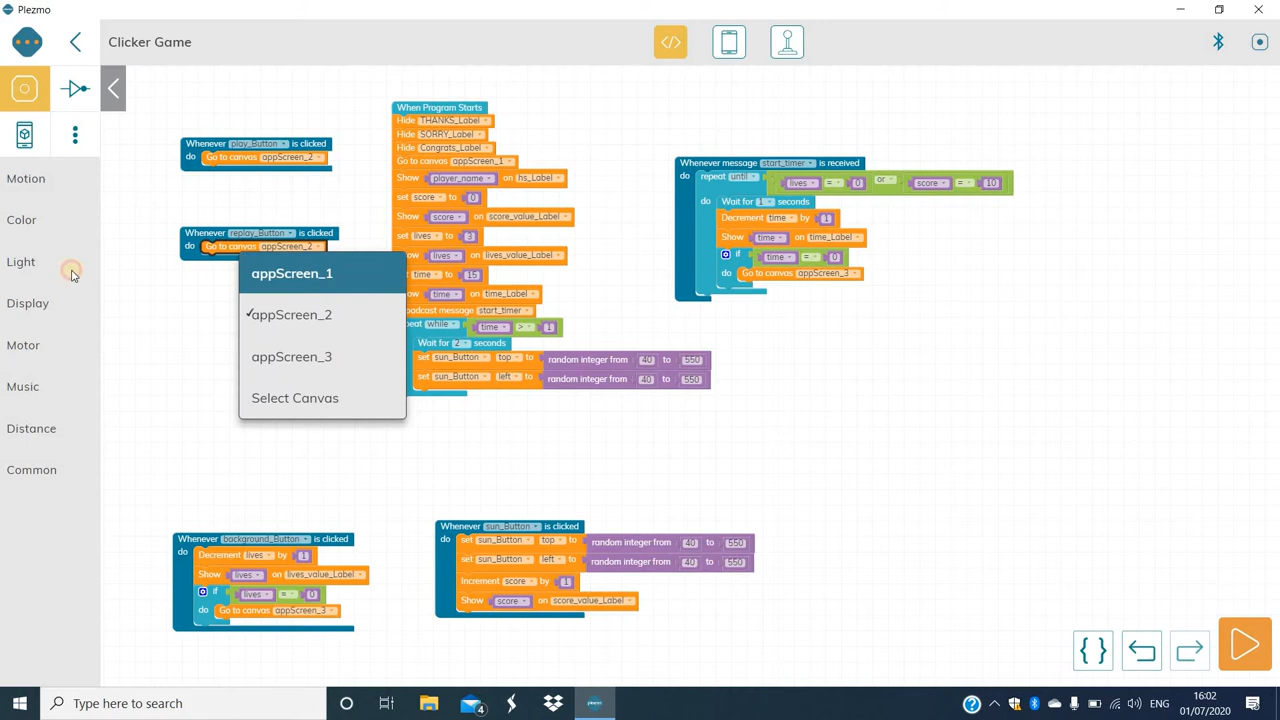 Plezmo
Clicker Game
Motion
Color
Light
Display
Motor
Music
Distance
Common
Whenever play_Button is clicked
do Go to canvas appScreen_2
Whenever replay_Button is clicked
do Go to canvas appScreen_2
appScreen_1
✓appScreen_2
appScreen_3
Select Canvas
When Program Starts
Hide THANKS_Label
Hide SORRY_Label
Hide Congrats_Label
Go to canvas appScreen_1
Show player_name on hs_Label
set score to 0
Show score on score_value_Label
set lives to 3
how lives on lives_value_Label
t time to 15
ow time on time_Label
oadcast message start_timer
eat while time > 1
Wait for 2 seconds
set sun_Button top to random integer from 40 to 550
set sun_Button left to random integer from 40 to 550
Whenever message start_timer is received
do repeat until lives = 0 or score = 10
do Wait for 1 seconds
Decrement time by 1
Show time on time_Label
if time = 0
do Go to canvas appScreen_3
Whenever background_Button is clicked
do Decrement lives by 1
Show lives on lives_value_Label
if lives = 0
do Go to canvas appScreen_3
Whenever sun_Button is clicked
do set sun_Button top to random integer from 40 to 550
set sun_Button left to random integer from 40 to 550
Increment score by 1
Show score on score_value_Label
{ }
Type here to search
4
ENG
16:02
01/07/2020